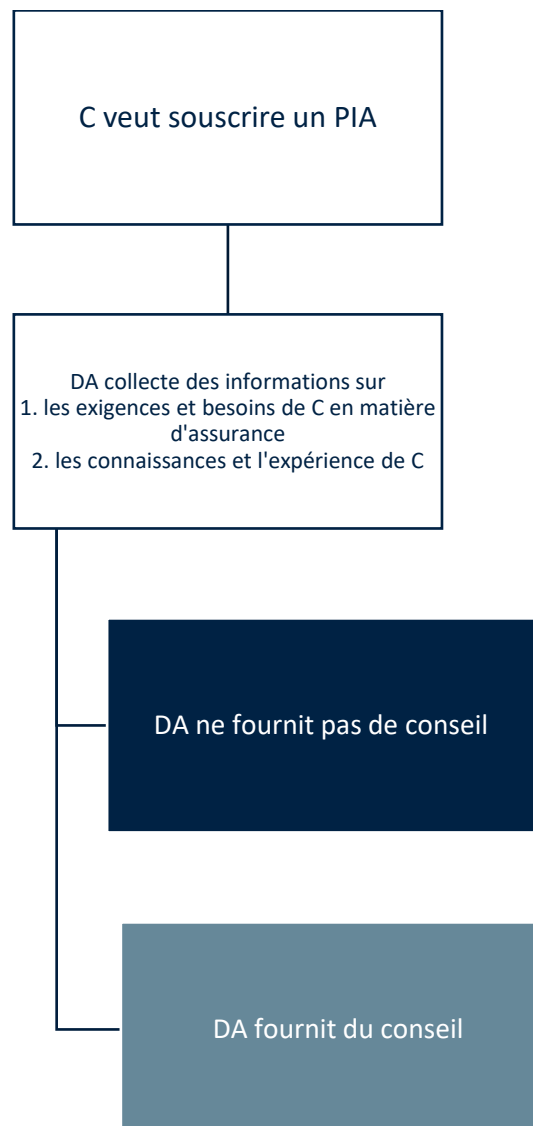 C veut souscrire un PIA
DA collecte des informations sur
1. les exigences et besoins de C en matière
d'assurance
2. les connaissances et l'expérience de C
DA ne fournit pas de conseil
DA fournit du conseil